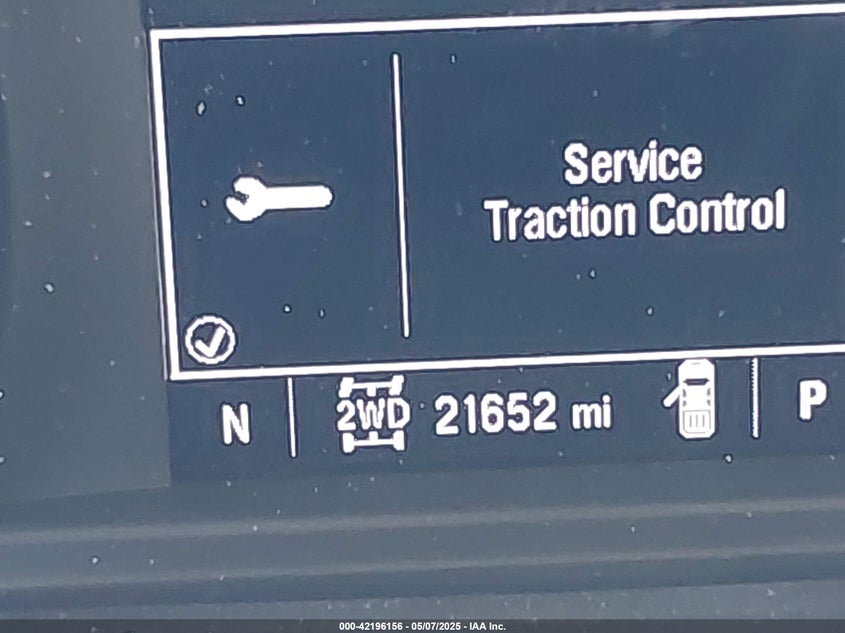 Service
Traction Control
N 2WD 21652 mi P
000-42196156 - 05/07/2025 - IAA Inc.